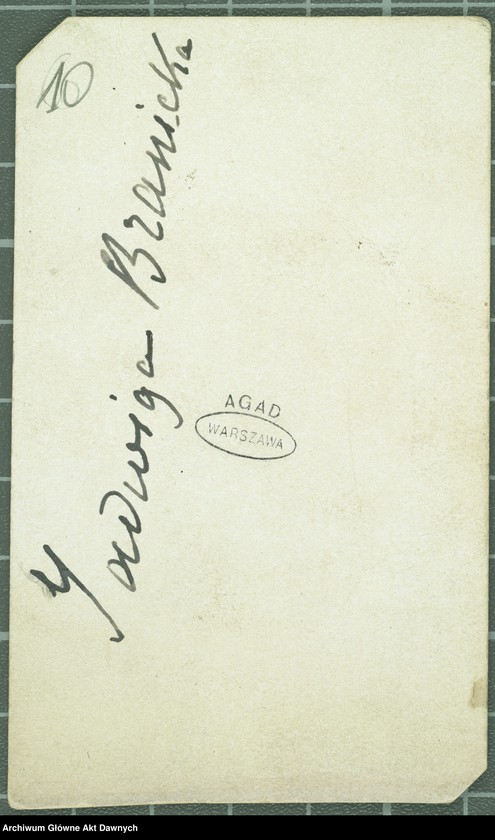 10
Jadwiga Branicka
AGAD
WARSZAWA
Archiwum Główne Akt Dawnych